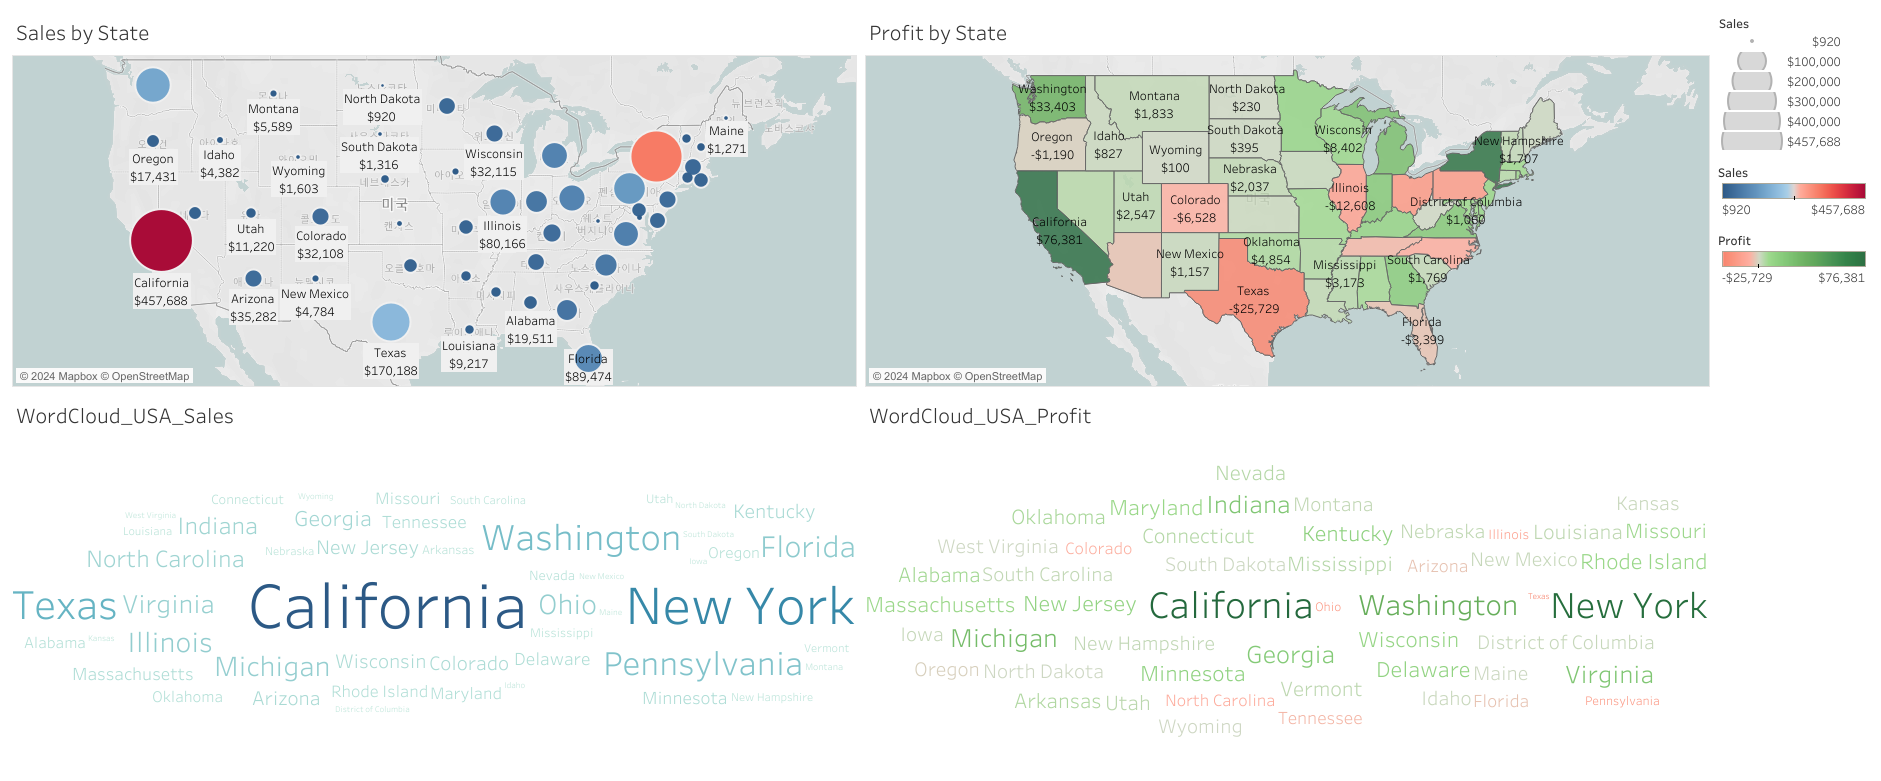 Sales by State
North Dakota
$920
Montana
$5,589
Maine
$1,271
Oregon
$17,431
Idaho
$4,382
South Dakota
$1,316
Wisconsin
$32,115
Wyoming
$1,603
미국
Utah
$11,220
Colorado
$32,108
Illinois
$80,166
California
$457,688
Arizona
$35,282
New Mexico
$4,784
Texas
$170,188
Louisiana
$9,217
Alabama
$19,511
Florida
$89,474
© 2024 Mapbox © OpenStreetMap
Profit by State
Washington
$33,403
Montana
$1,833
North Dakota
$230
Oregon
-$1,190
Idaho
$827
South Dakota
$395
Wisconsin
$8,402
New Hampshire
$1,707
Wyoming
$100
Nebraska
$2,037
Utah
$2,547
Colorado
-$6,528
Illinois
-$12,608
District of Columbia
$1,060
California
$76,381
New Mexico
$1,157
Oklahoma
$4,854
Mississippi
$3,173
South Carolina
$1,769
Texas
-$25,729
Florida
-$3,399
© 2024 Mapbox © OpenStreetMap
Sales
$920
$100,000
$200,000
$300,000
$400,000
$457,688
Sales
$920 $457,688
Profit
-$25,729 $76,381
WordCloud_USA_Sales
Connecticut Wyoming Missouri South Carolina Utah North Dakota
West Virginia Georgia Tennessee Kentucky
Louisiana Indiana Washington South Dakota
North Carolina Nebraska New Jersey Arkansas Iowa Oregon Florida
Nevada New Mexico
Texas Virginia California Ohio Maine New York
Alabama Kansas Illinois Mississippi
Michigan Wisconsin Colorado Delaware Pennsylvania Vermont
Massachusetts Montana
Oklahoma Arizona Rhode Island Maryland Idaho Minnesota New Hampshire
District of Columbia
WordCloud_USA_Profit
Nevada
Oklahoma Maryland Indiana Montana Kansas
West Virginia Colorado Connecticut Kentucky Nebraska Illinois Louisiana Missouri
Alabama South Carolina South Dakota Mississippi Arizona New Mexico Rhode Island
Massachusetts New Jersey California Ohio Washington Texas New York
Iowa Michigan New Hampshire Wisconsin District of Columbia
Oregon North Dakota Minnesota Georgia Delaware Maine Virginia
Arkansas Utah North Carolina Vermont Idaho Florida Pennsylvania
Wyoming Tennessee